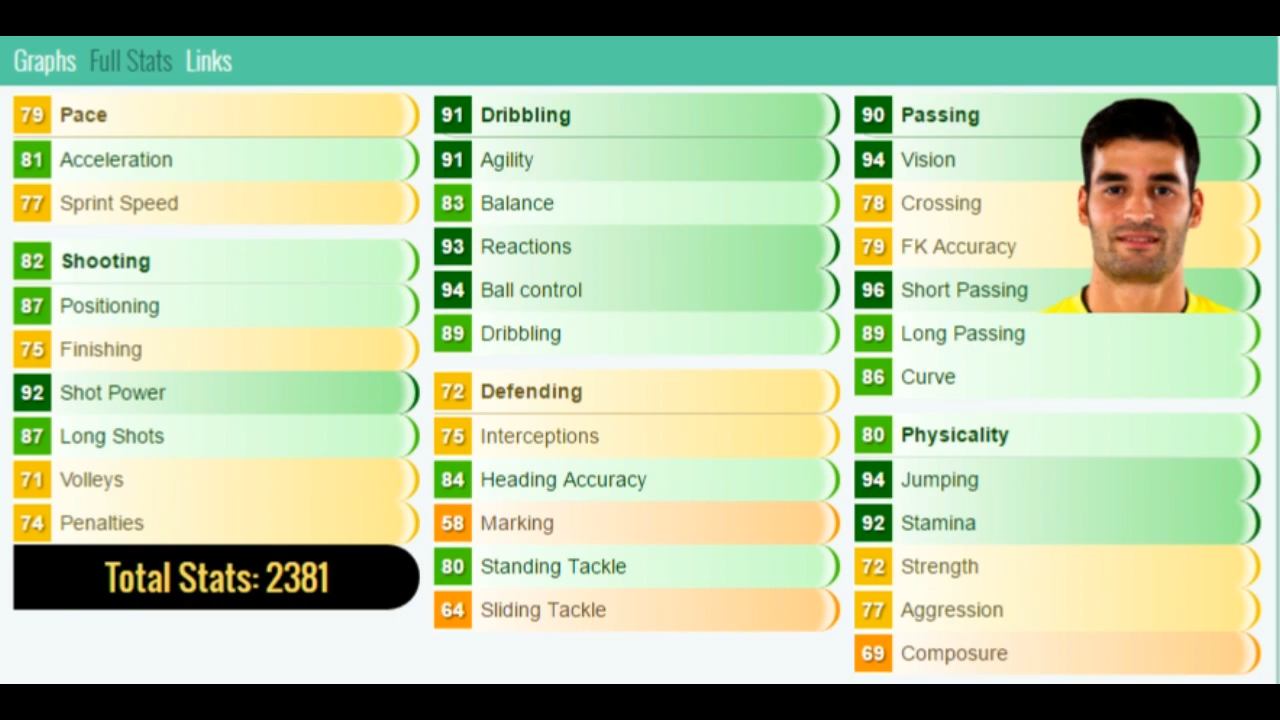 Graphs Full Stats Links
79 Pace
81 Acceleration
77 Sprint Speed
82 Shooting
87 Positioning
75 Finishing
92 Shot Power
87 Long Shots
71 Volleys
74 Penalties
Total Stats: 2381
91 Dribbling
91 Agility
83 Balance
93 Reactions
94 Ball control
89 Dribbling
72 Defending
75 Interceptions
84 Heading Accuracy
58 Marking
80 Standing Tackle
64 Sliding Tackle
90 Passing
94 Vision
78 Crossing
79 FK Accuracy
96 Short Passing
89 Long Passing
86 Curve
80 Physicality
94 Jumping
92 Stamina
72 Strength
77 Aggression
69 Composure